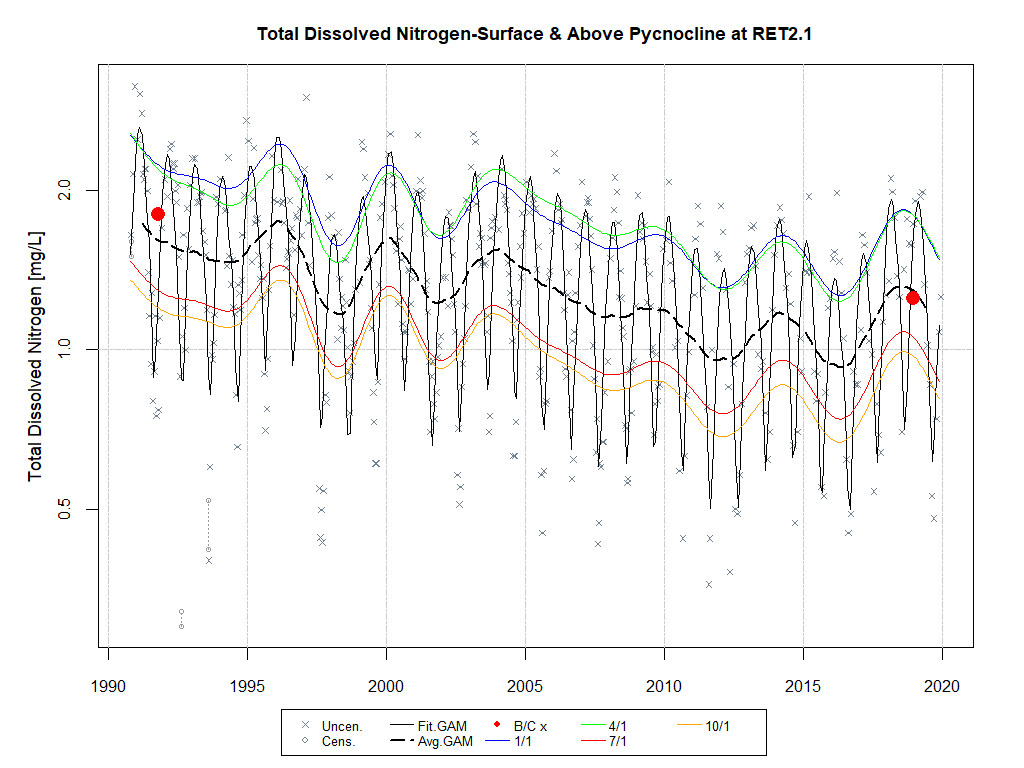 Total Dissolved Nitrogen-Surface & Above Pycnocline at RET2.1
Total Dissolved Nitrogen [mg/L]
2.0
1.0
0.5
1990 1995 2000 2005 2010 2015 2020
Uncen. Fit.GAM B/C x 4/1 10/1
Cens. Avg.GAM 1/1 7/1